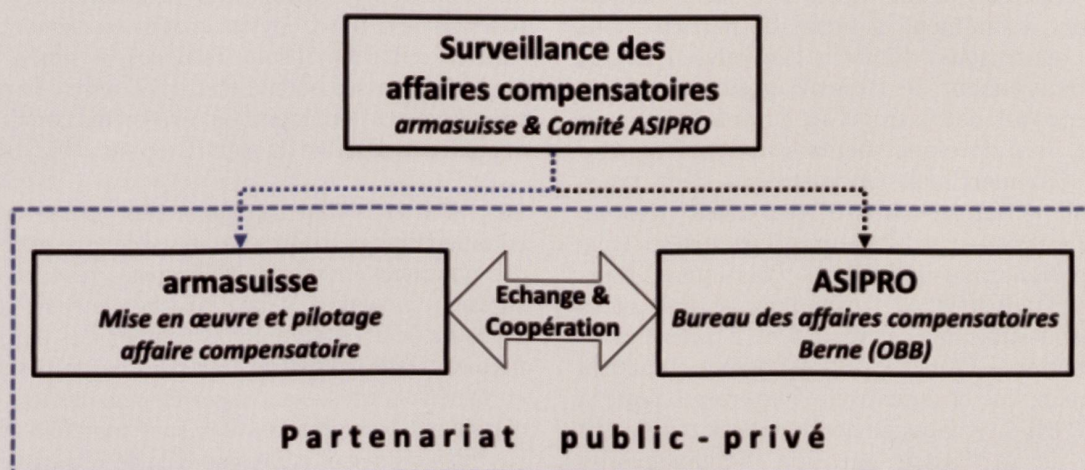 Surveillance des
affaires compensatoires
armasuisse & Comité ASIPRO
armasuisse
Mise en œuvre et pilotage
affaire compensatoire
Echange &
Coopération
ASIPRO
Bureau des affaires compensatoires
Berne (OBB)
Partenariat public - privé